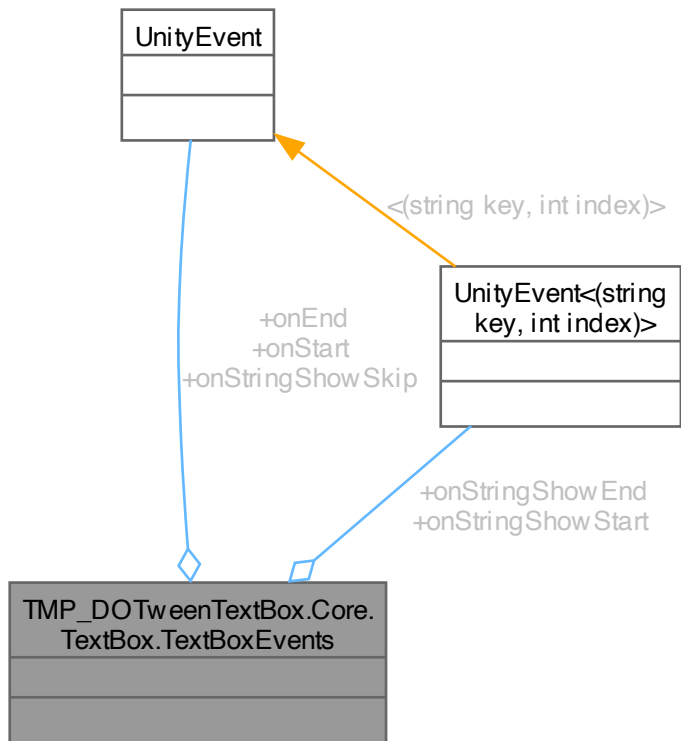 UnityEvent
<(string key, int index)>
UnityEvent<(string
key, int index)>
+onEnd
+onStart
+onStringShowSkip
+onStringShowEnd
+onStringShowStart
TMP_DOTweenTextBox.Core.
TextBox.TextBoxEvents